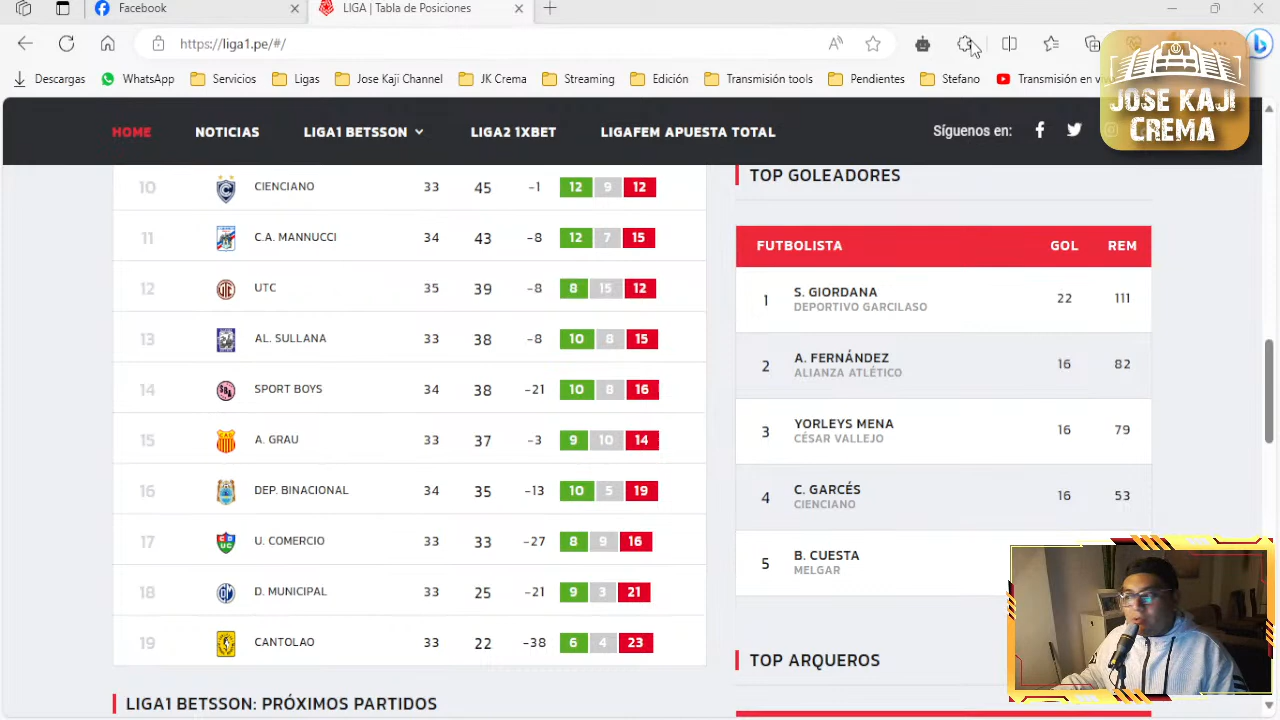 Facebook
LIGA | Tabla de Posiciones
https://liga1.pe/#/
Descargas
WhatsApp
Servicios
Ligas
Jose Kaji Channel
JK Crema
Streaming
Edición
Transmisión todos
Pendientes
Stefano
Transmisión en v
JOSE KAJI
CREMA
HOME
NOTICIAS
LIGA1 BETSSON
LIGA2 1XBET
LIGAFEM APUESTA TOTAL
Síguenos en:
10 CIENCIANO 33 45 -1 12 9 12
11 C.A. MANNUCCI 34 43 -8 12 7 15
12 UTC 35 39 -8 8 15 12
13 AL. SULLANA 33 38 -8 10 8 15
14 SPORT BOYS 34 38 -21 10 8 16
15 A. GRAU 33 37 -3 9 10 14
16 DEP. BINACIONAL 34 35 -13 10 5 19
17 U. COMERCIO 33 33 -27 8 9 16
18 D. MUNICIPAL 33 25 -21 9 3 21
19 CANTOLAO 33 22 -38 6 4 23
LIGA1 BETSSON: PRÓXIMOS PARTIDOS
TOP GOLEADORES
FUTBOLISTA GOL REM
1 S. GIORDANA 22 111
DEPORTIVO GARCILASO
2 A. FERNÁNDEZ 16 82
ALIANZA ATLÉTICO
3 YORLEYS MENA 16 79
CÉSAR VALLEJO
4 C. GARCÉS 16 53
CIENCIANO
5 B. CUESTA
MELGAR
TOP ARQUEROS